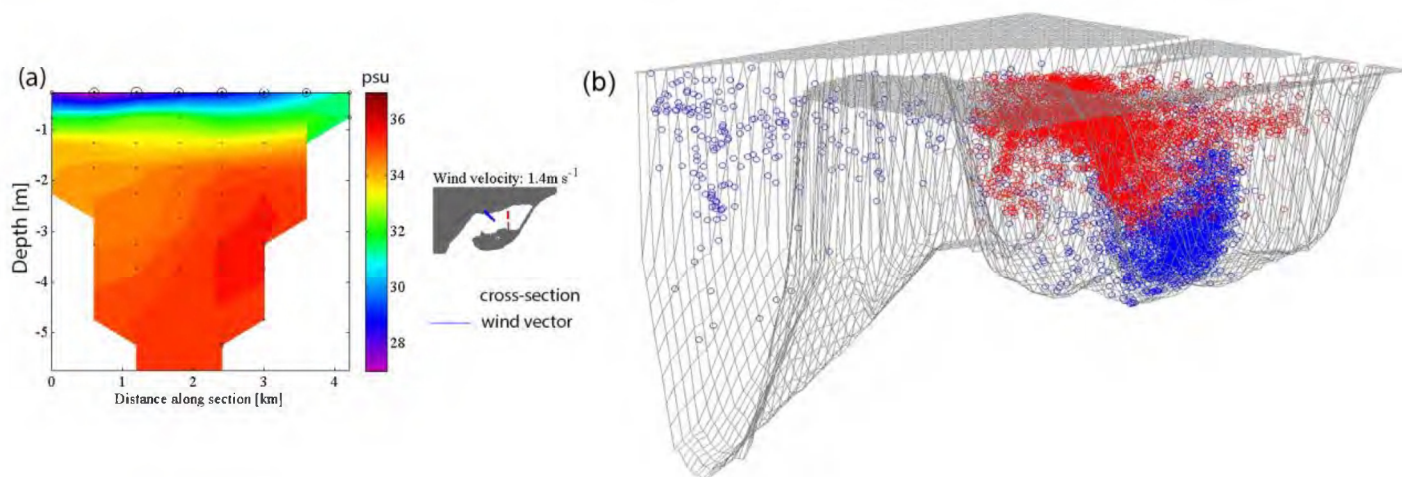 (a)
psu
36
34
32
30
28
Depth [m]
-1
-2
-3
-4
-5
0 1 2 3 4
Distance along section [km]
Wind velocity: 1.4m s⁻¹
cross-section
wind vector
(b)